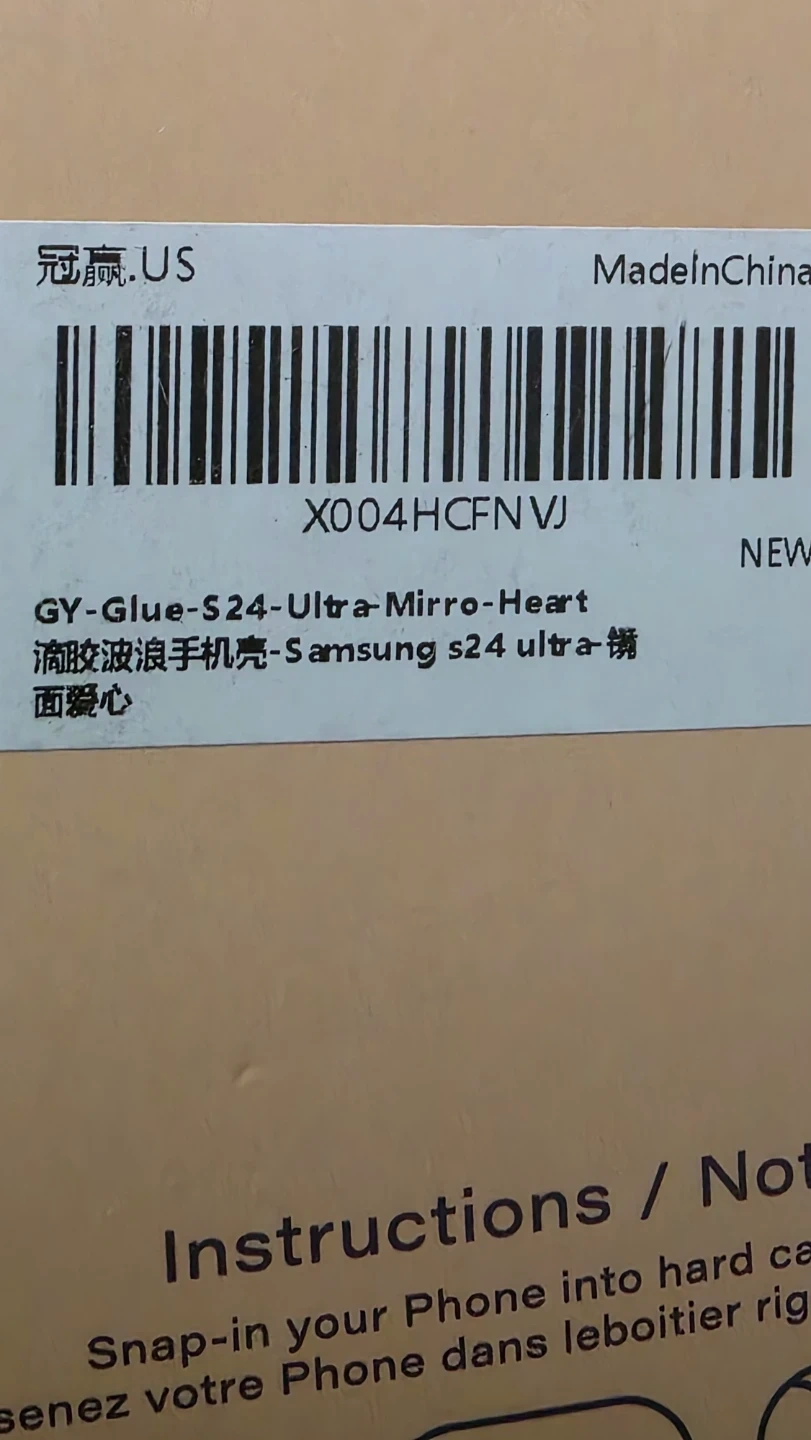 冠赢.US
MadeInChina
X004HCFNVJ
NEW
GY-Glue-S24-Ultra-Mirro-Heart
滴胶波浪手机壳-Samsung s24 ultra-镜
面爱心
Instructions / Not
Snap-in your Phone into hard ca
senez votre Phone dans leboitier rig